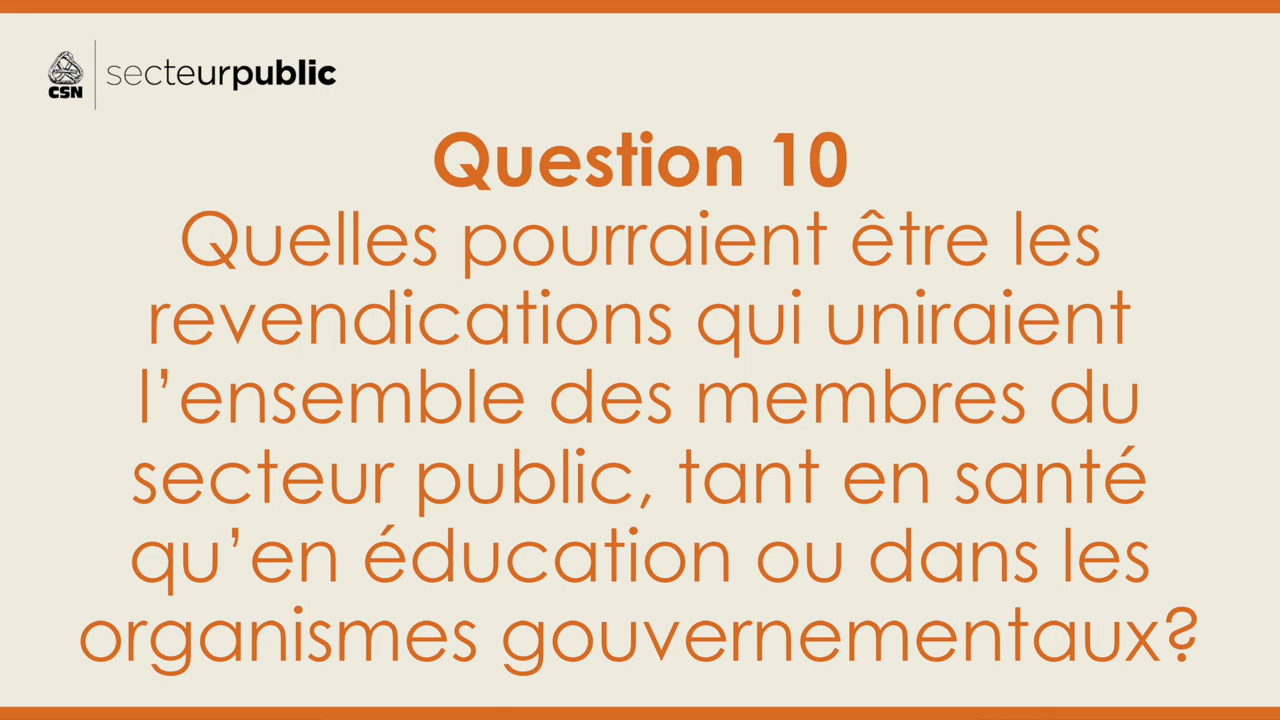 CSN
secteurpublic
Question 10
Quelles pourraient être les
revendications qui uniraient
l’ensemble des membres du
secteur public, tant en santé
qu’en éducation ou dans les
organismes gouvernementaux?